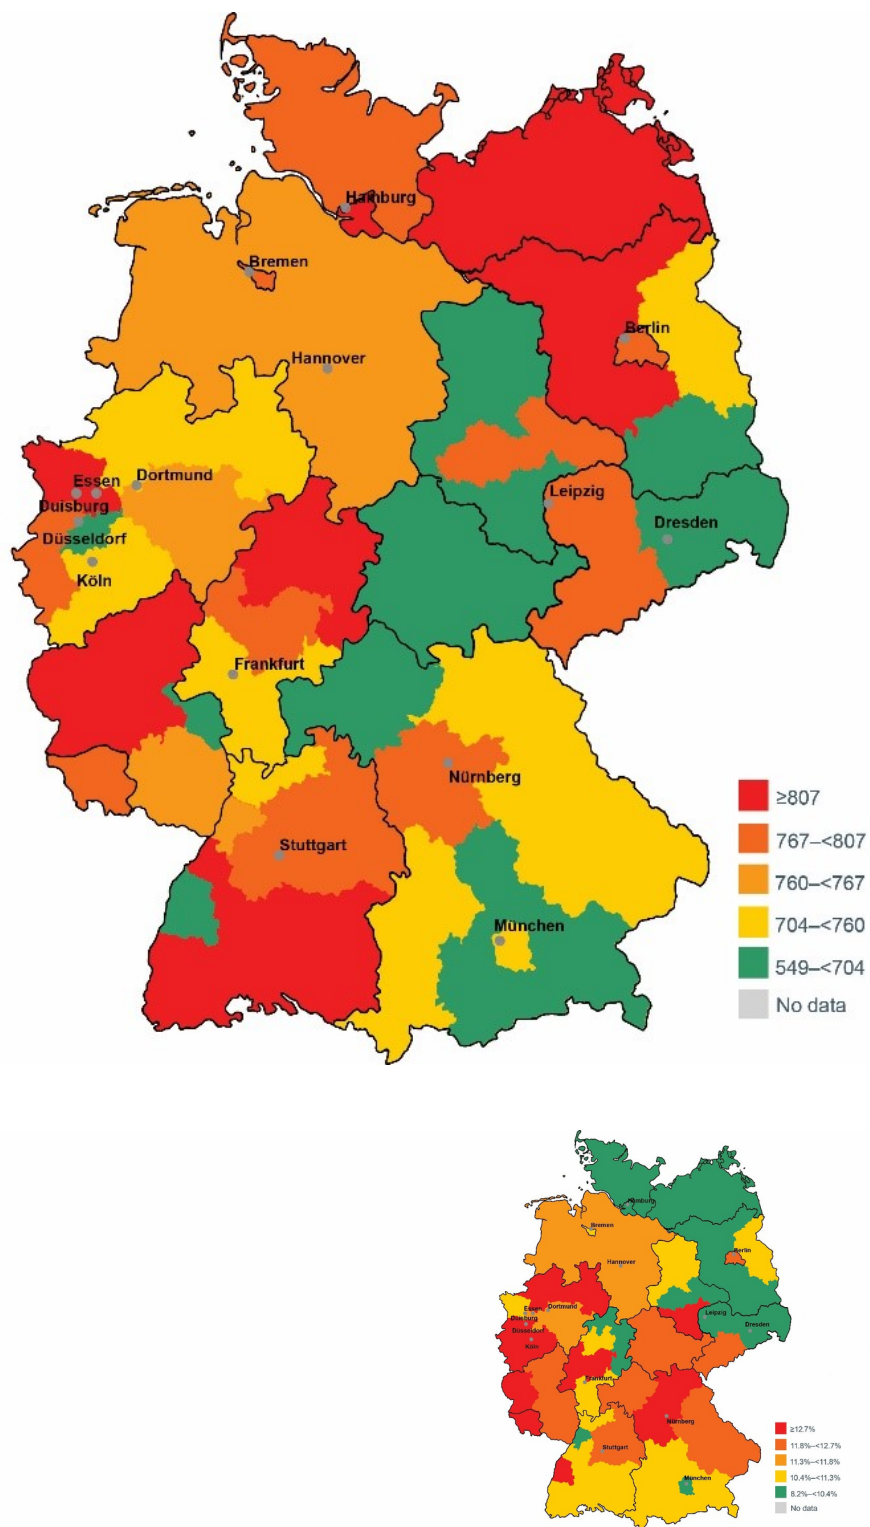 Hamburg
Bremen
Berlin
Hannover
Dortmund
Essen
Leipzig
Duisburg
Dresden
Düsseldorf
Köln
Frankfurt
Nürnberg
≥807
767–<807
Stuttgart
760–<767
München
704–<760
549–<704
No data
Hamburg
Bremen
Berlin
Hannover
Essen
Dortmund
Leipzig
Duisburg
Dresden
Düsseldorf
Köln
Frankfurt
Nürnberg
≥12.7%
11.8%–<12.7%
Stuttgart
11.3%–<11.8%
München
10.4%–<11.3%
8.2%–<10.4%
No data